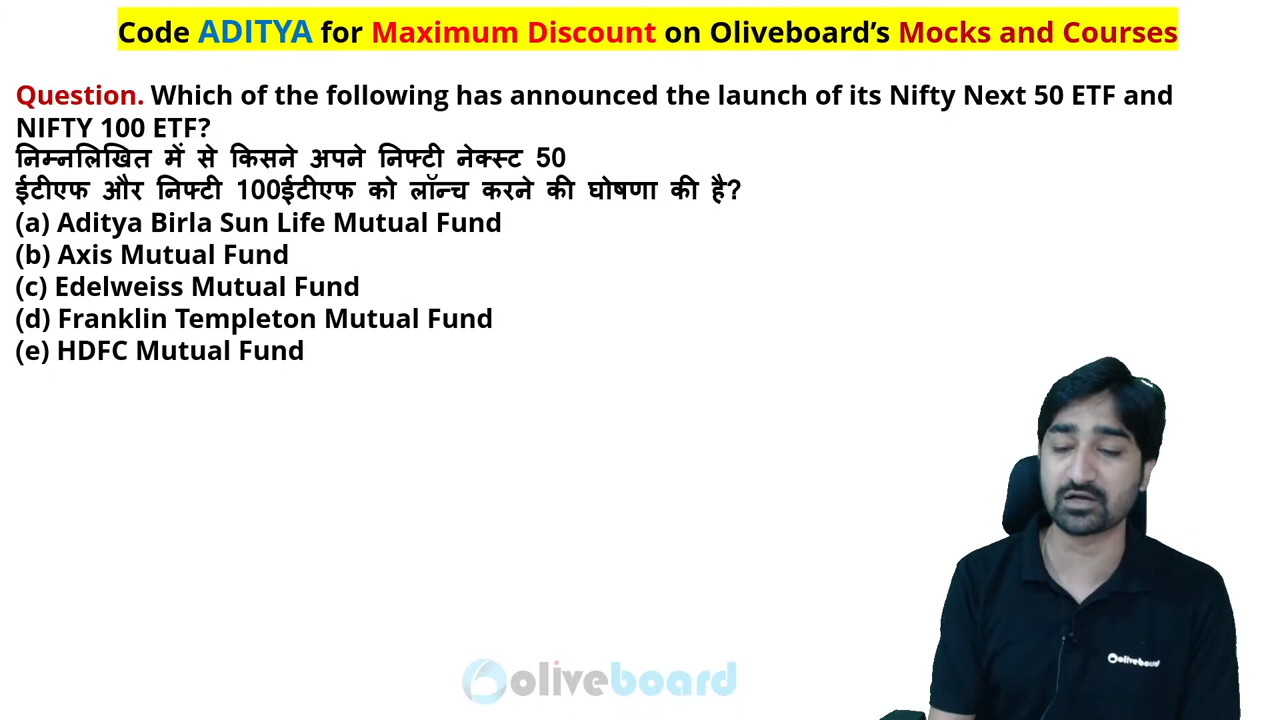 Code ADITYA for Maximum Discount on Oliveboard’s Mocks and Courses
Question. Which of the following has announced the launch of its Nifty Next 50 ETF and
NIFTY 100 ETF?
निम्नलिखित में से किसने अपने निफ्टी नेक्स्ट 50
ईटीएफ और निफ्टी 100ईटीएफ को लॉन्च करने की घोषणा की है?
(a) Aditya Birla Sun Life Mutual Fund
(b) Axis Mutual Fund
(c) Edelweiss Mutual Fund
(d) Franklin Templeton Mutual Fund
(e) HDFC Mutual Fund
oliveboard
oliveboard